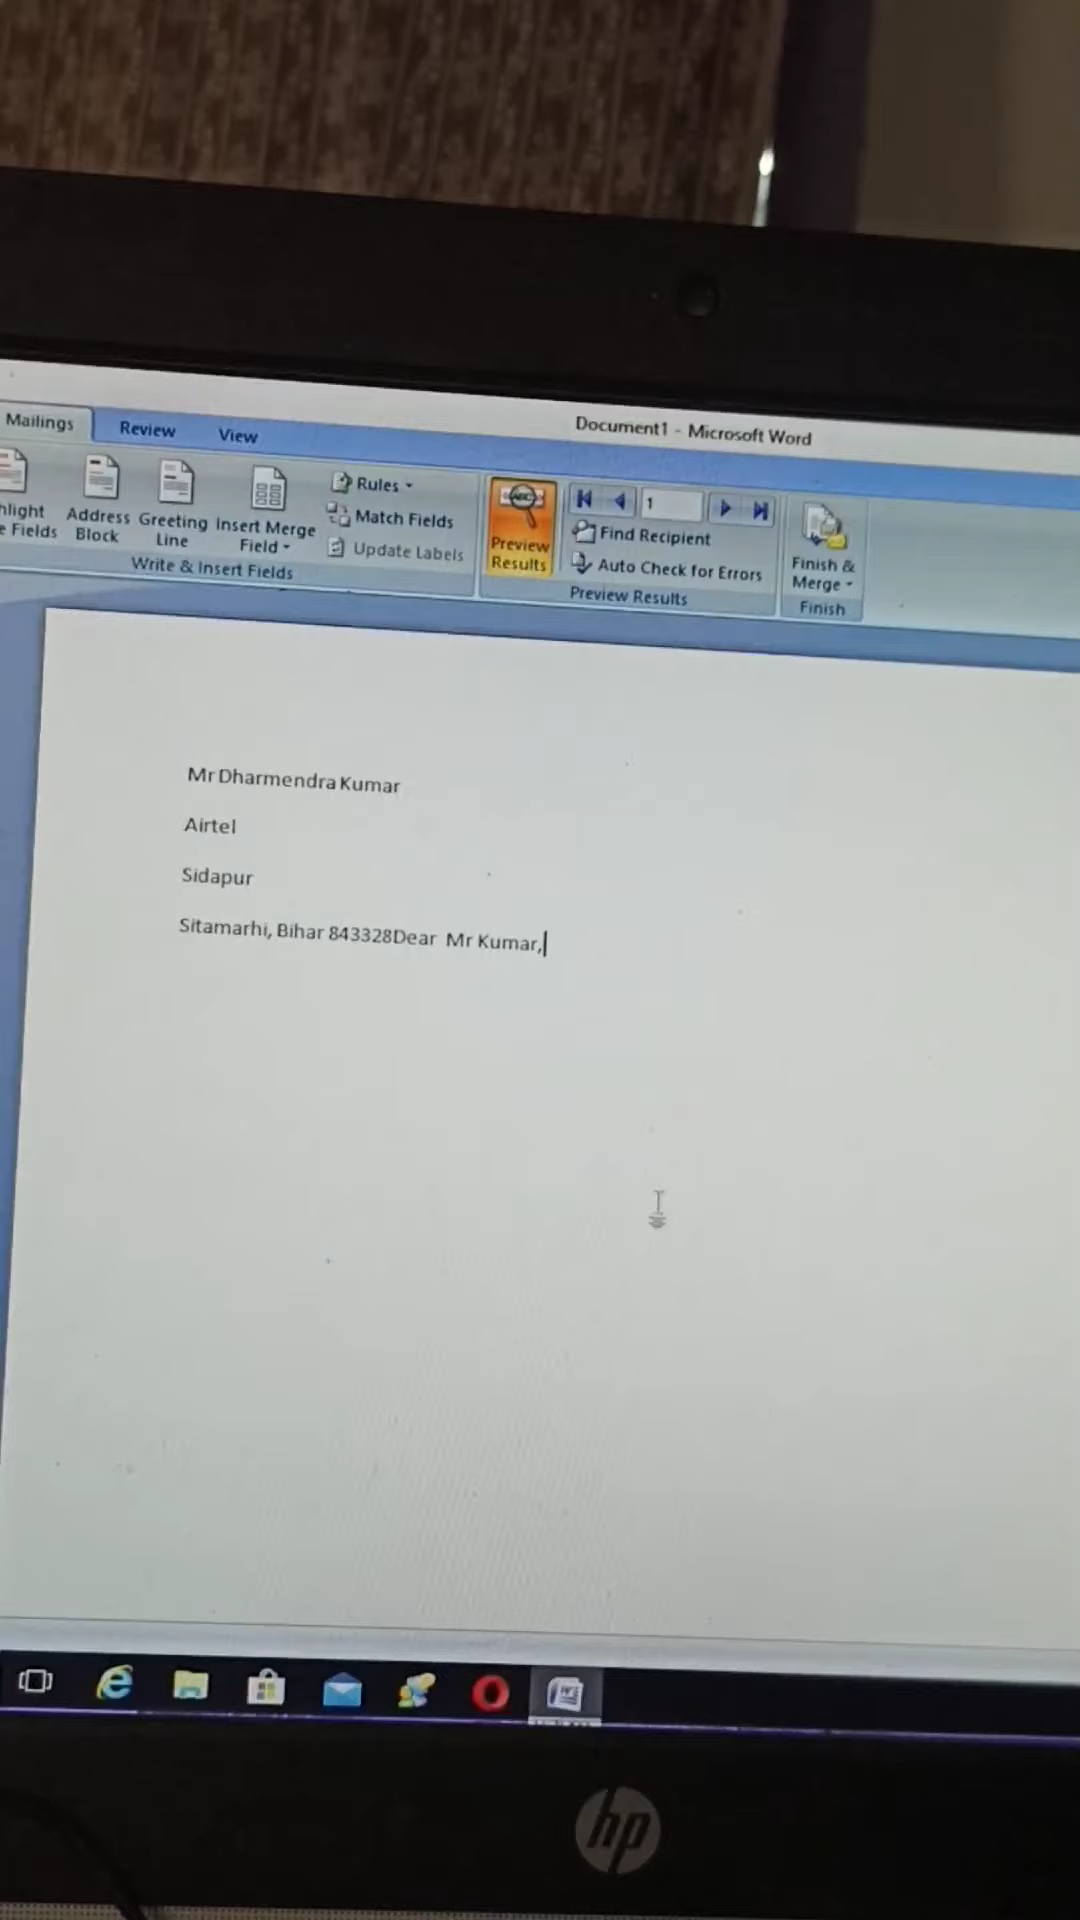 Document1 - Microsoft Word
Mailings Review View
hlight
e Fields
Address
Block
Greeting
Line
Insert Merge
Field
Rules
Match Fields
Update Labels
Write & Insert Fields
Preview
Results
1
Find Recipient
Auto Check for Errors
Preview Results
Finish &
Merge
Finish
Mr Dharmendra Kumar
Airtel
Sidapur
Sitamarhi, Bihar 843328Dear  Mr Kumar,
hp